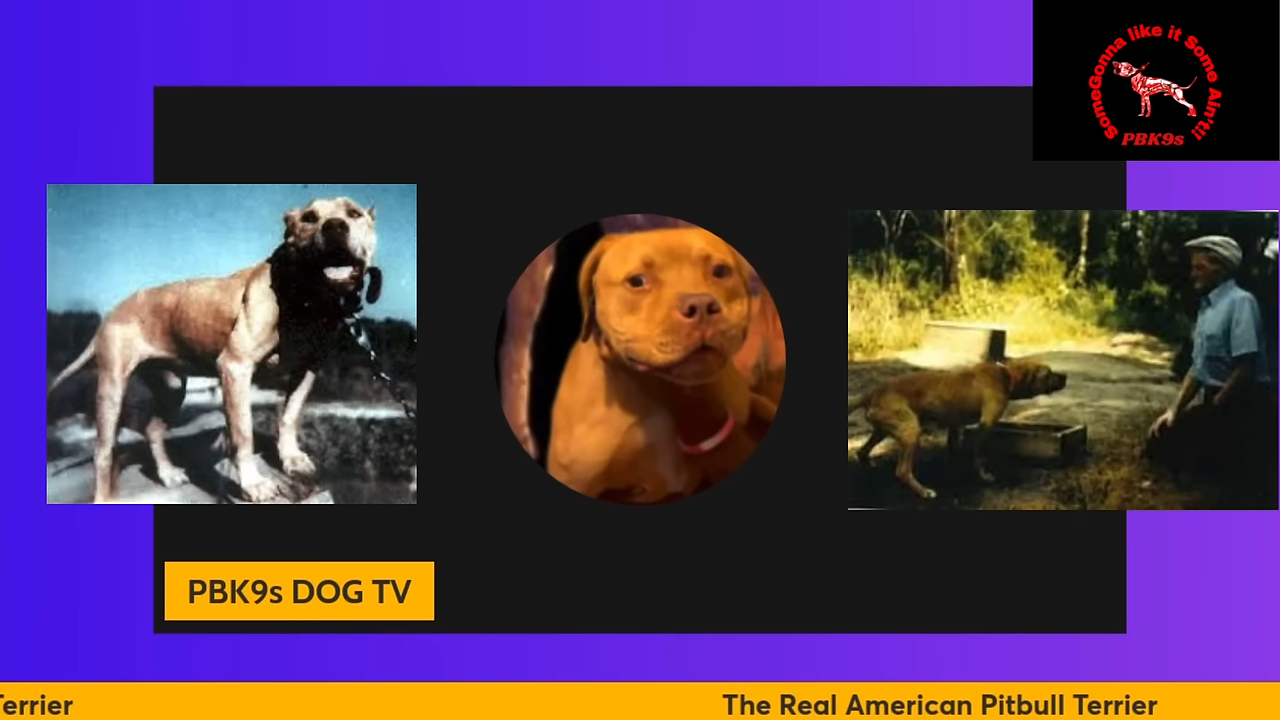 SomeGonna like it Some Ain't!!
PBK9s
PBK9s DOG TV
Terrier
The Real American Pitbull Terrier